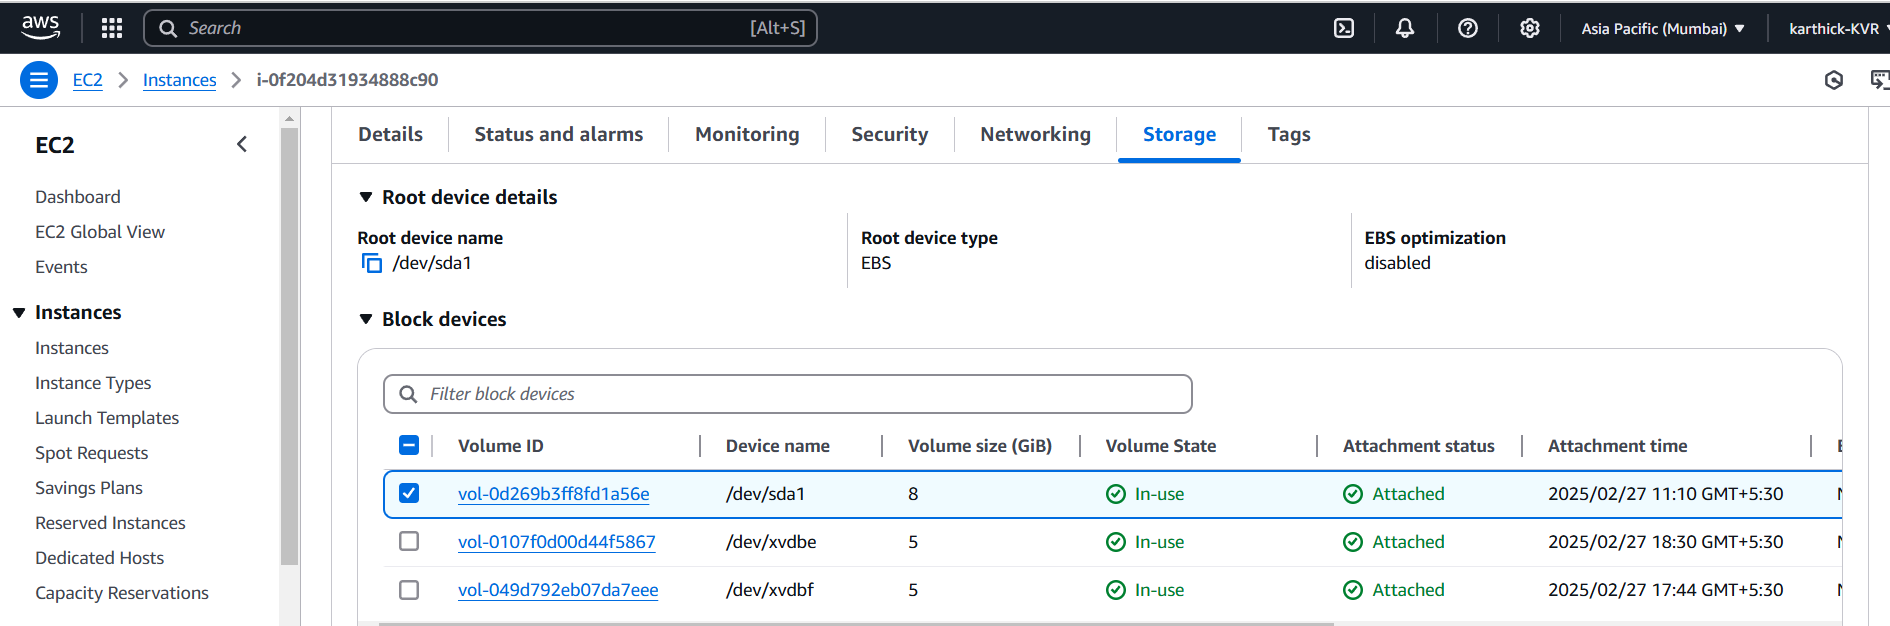 aws Search [Alt+S] Asia Pacific (Mumbai) karthick-KVR
EC2 Instances i-0f204d31934888c90
EC2
Dashboard
EC2 Global View
Events
Instances
Instances
Instance Types
Launch Templates
Spot Requests
Savings Plans
Reserved Instances
Dedicated Hosts
Capacity Reservations
Details Status and alarms Monitoring Security Networking Storage Tags
Root device details
Root device name Root device type EBS optimization
/dev/sda1 EBS disabled
Block devices
Filter block devices
Volume ID Device name Volume size (GiB) Volume State Attachment status Attachment time
vol-0d269b3ff8fd1a56e /dev/sda1 8 In-use Attached 2025/02/27 11:10 GMT+5:30
vol-0107f0d00d44f5867 /dev/xvdbe 5 In-use Attached 2025/02/27 18:30 GMT+5:30
vol-049d792eb07da7eee /dev/xvdbf 5 In-use Attached 2025/02/27 17:44 GMT+5:30